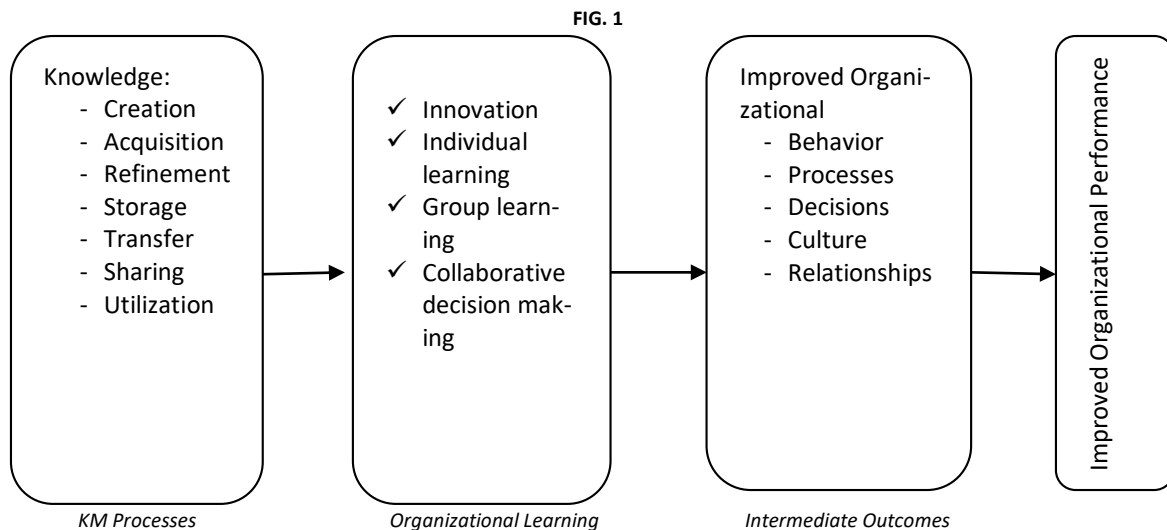 FIG. 1
Knowledge:
- Creation
- Acquisition
- Refinement
- Storage
- Transfer
- Sharing
- Utilization
KM Processes
✓ Innovation
✓ Individual
learning
✓ Group learn-
ing
✓ Collaborative
decision mak-
ing
Organizational Learning
Improved Organi-
zational
- Behavior
- Processes
- Decisions
- Culture
- Relationships
Intermediate Outcomes
Improved Organizational Performance